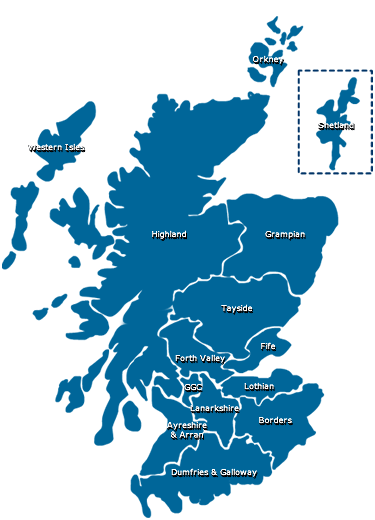 Orkney
Shetland
Western Isles
Highland
Grampian
Tayside
Fife
Forth Valley
GGC
Lothian
Lanarkshire
Borders
Ayreshire
& Arran
Dumfries & Galloway